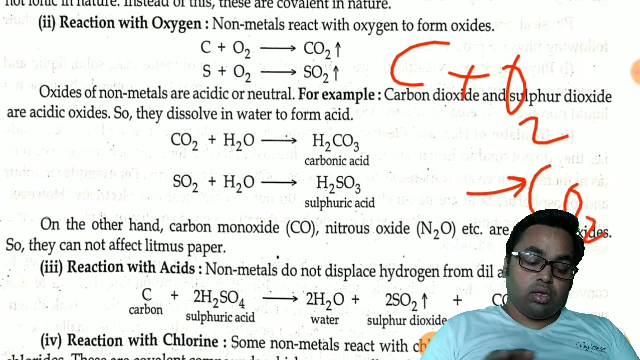 not ionic in nature. Instead of this, these are covalent in nature.
(ii) Reaction with Oxygen : Non-metals react with oxygen to form oxides.
C + O₂ ⟶ CO₂↑
S + O₂ ⟶ SO₂↑
Oxides of non-metals are acidic or neutral. For example : Carbon dioxide and sulphur dioxide
are acidic oxides. So, they dissolve in water to form acid.
CO₂ + H₂O ⟶ H₂CO₃
carbonic acid
SO₂ + H₂O ⟶ H₂SO₃
sulphuric acid
On the other hand, carbon monoxide (CO), nitrous oxide (N₂O) etc. are
So, they can not affect litmus paper.
(iii) Reaction with Acids : Non-metals do not displace hydrogen from dil
C + 2H₂SO₄ ⟶ 2H₂O + 2SO₂↑ +
carbon sulphuric acid water sulphur dioxide
(iv) Reaction with Chlorine : Some non-metals react with
C + O₂
→ CO₂